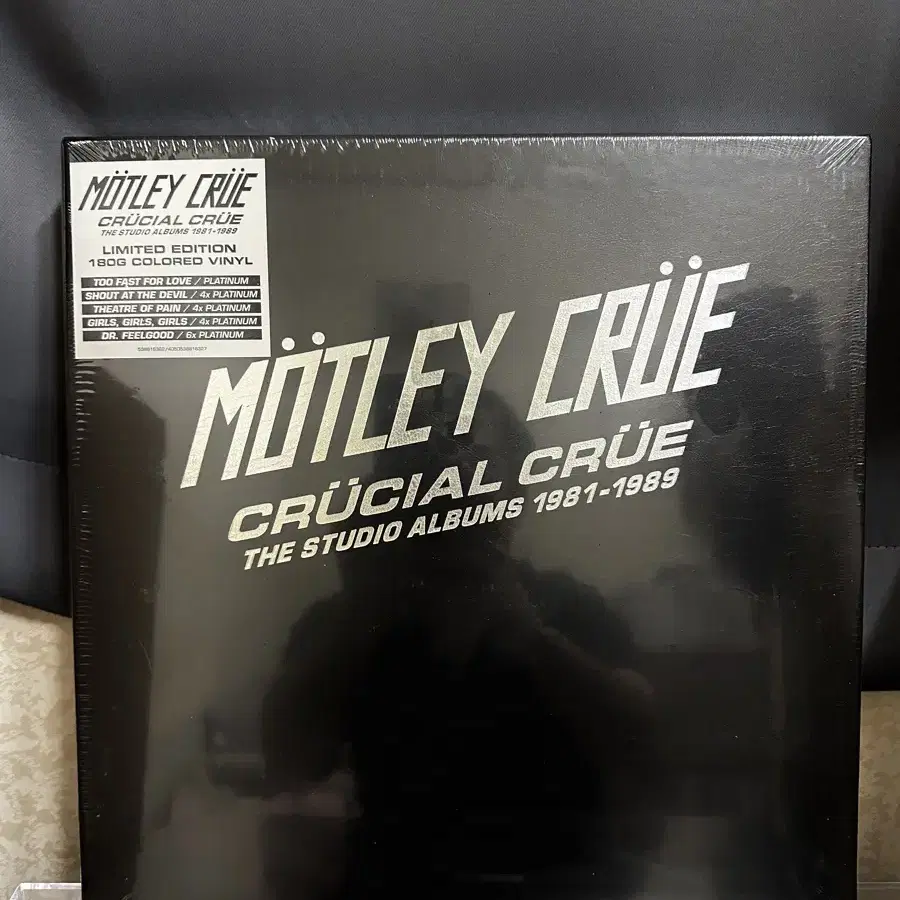 MÖTLEY CRÜE
CRÜCIAL CRÜE
THE STUDIO ALBUMS 1981-1989
LIMITED EDITION
180G COLORED VINYL
TOO FAST FOR LOVE / PLATINUM
SHOUT AT THE DEVIL / 4x PLATINUM
THEATRE OF PAIN / 4x PLATINUM
GIRLS, GIRLS, GIRLS / 4x PLATINUM
DR. FEELGOOD / 6x PLATINUM
MÖTLEY CRÜE
CRÜCIAL CRÜE
THE STUDIO ALBUMS 1981-1989